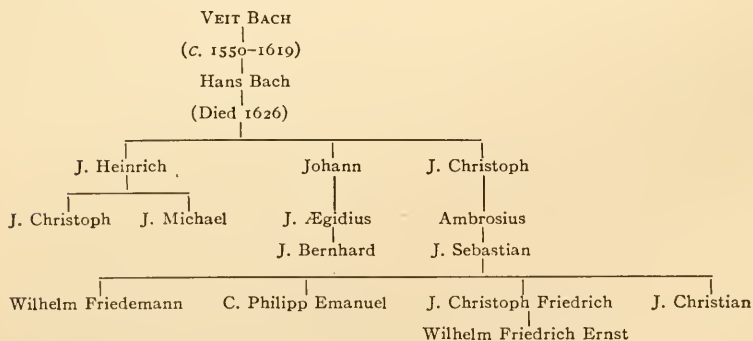 VEIT BACH
(C. 1550–1619)
Hans Bach
(Died 1626)
J. Heinrich Johann J. Christoph
J. Christoph J. Michael J. Ægidius Ambrosius
J. Bernhard J. Sebastian
Wilhelm Friedemann C. Philipp Emanuel J. Christoph Friedrich J. Christian
Wilhelm Friedrich Ernst